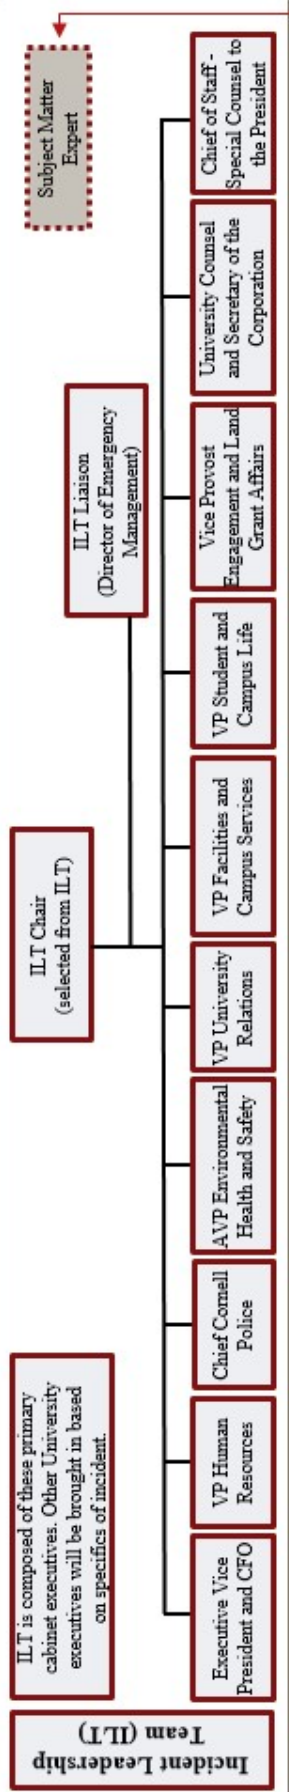 Incident Leadership
Team (ILT)
ILT is composed of these primary
cabinet executives. Other University
executives will be brought in based
on specifics of incident.
ILT Chair
(selected from ILT)
ILT Liaison
(Director of Emergency
Management)
Subject Matter
Expert
Executive Vice
President and CFO
VP Human
Resources
Chief Cornell
Police
AVP Environmental
Health and Safety
VP University
Relations
VP Facilities and
Campus Services
VP Student and
Campus Life
Vice Provost
Engagement and Land
Grant Affairs
University Counsel
and Secretary of the
Corporation
Chief of Staff -
Special Counsel to
the President